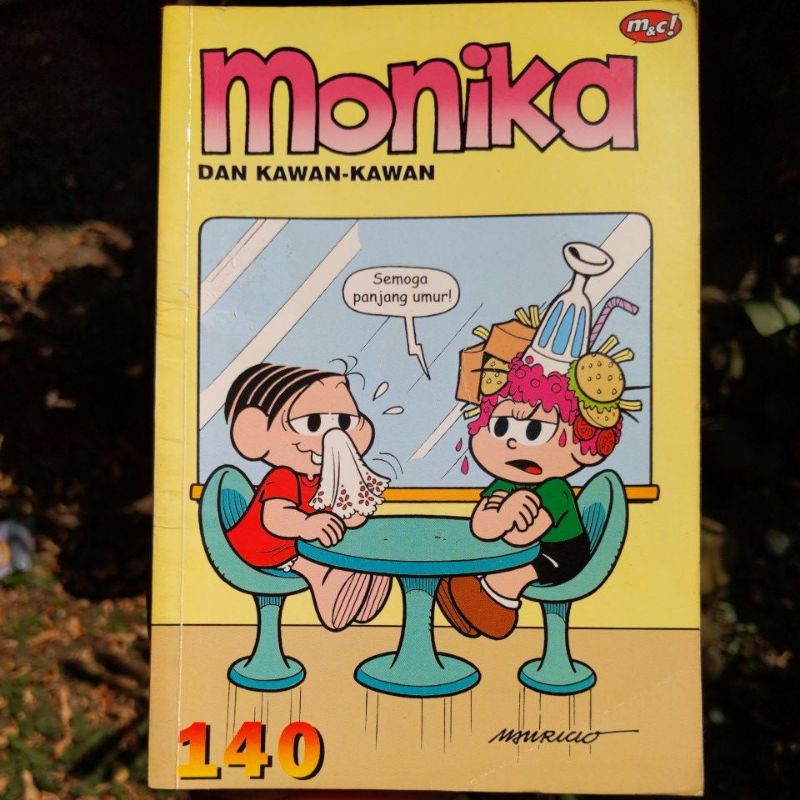 m&c!
monika
DAN KAWAN-KAWAN
Semoga
panjang umur!
140
MAURICIO